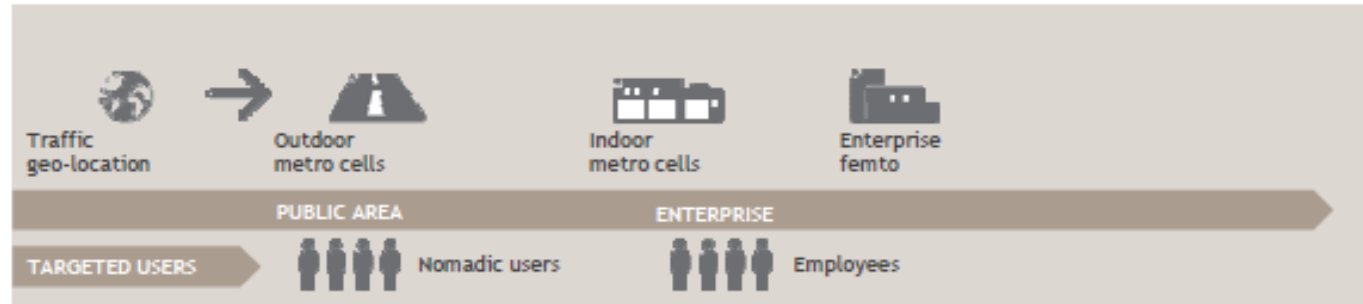 Traffic
geo-location
Outdoor
metro cells
Indoor
metro cells
Enterprise
femto
PUBLIC AREA
ENTERPRISE
TARGETED USERS
Nomadic users
Employees